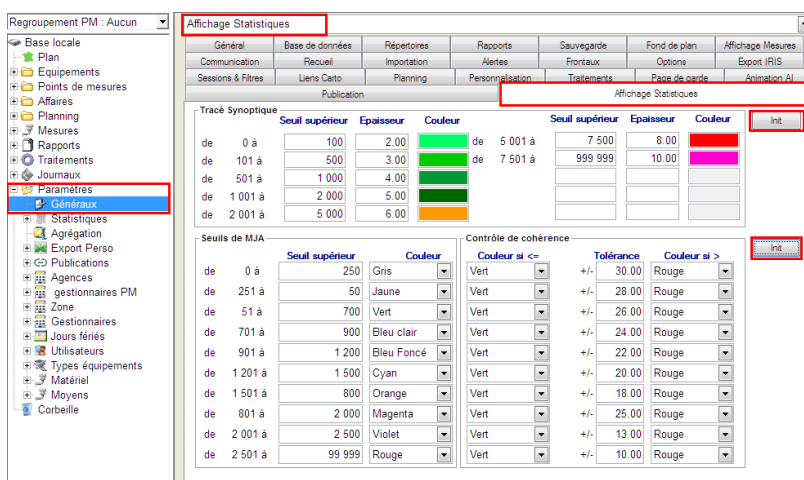 Regroupement PM : Aucun
Base locale
Plan
Equipements
Points de mesures
Affaires
Planning
Mesures
Rapports
Traitements
Journaux
Paramètres
Généraux
Statistiques
Agrégation
Export Perso
Publications
Agences
gestionnaires PM
Zone
Gestionnaires
Jours fériés
Utilisateurs
Types équipements
Matériel
Moyens
Corbeille
Affichage Statistiques
Général Base de données Répertoires Rapports Sauvegarde Fond de plan Affichage Mesures
Communication Recueil Importation Alertes Frontaux Options Export IRIS
Sessions & Filtres Liens Carto Planning Personnalisation Traitements Page de garde Animation AI
Publication Affichage Statistiques
Tracé Synoptique
Seuil supérieur Epaisseur Couleur Seuil supérieur Epaisseur Couleur Init
de 0 à 100 2.00 de 5 001 à 7 500 8.00
de 101 à 500 3.00 de 7 501 à 999 999 10.00
de 501 à 1 000 4.00
de 1 001 à 2 000 5.00
de 2 001 à 5 000 6.00
Seuils de MJA Contrôle de cohérence
Seuil supérieur Couleur Couleur si <= Tolérance Couleur si > Init
de 0 à 250 Gris Vert +/- 30.00 Rouge
de 251 à 50 Jaune Vert +/- 28.00 Rouge
de 51 à 700 Vert Vert +/- 26.00 Rouge
de 701 à 900 Bleu clair Vert +/- 24.00 Rouge
de 901 à 1 200 Bleu Foncé Vert +/- 22.00 Rouge
de 1 201 à 1 500 Cyan Vert +/- 20.00 Rouge
de 1 501 à 800 Orange Vert +/- 18.00 Rouge
de 801 à 2 000 Magenta Vert +/- 25.00 Rouge
de 2 001 à 2 500 Violet Vert +/- 13.00 Rouge
de 2 501 à 99 999 Rouge Vert +/- 10.00 Rouge